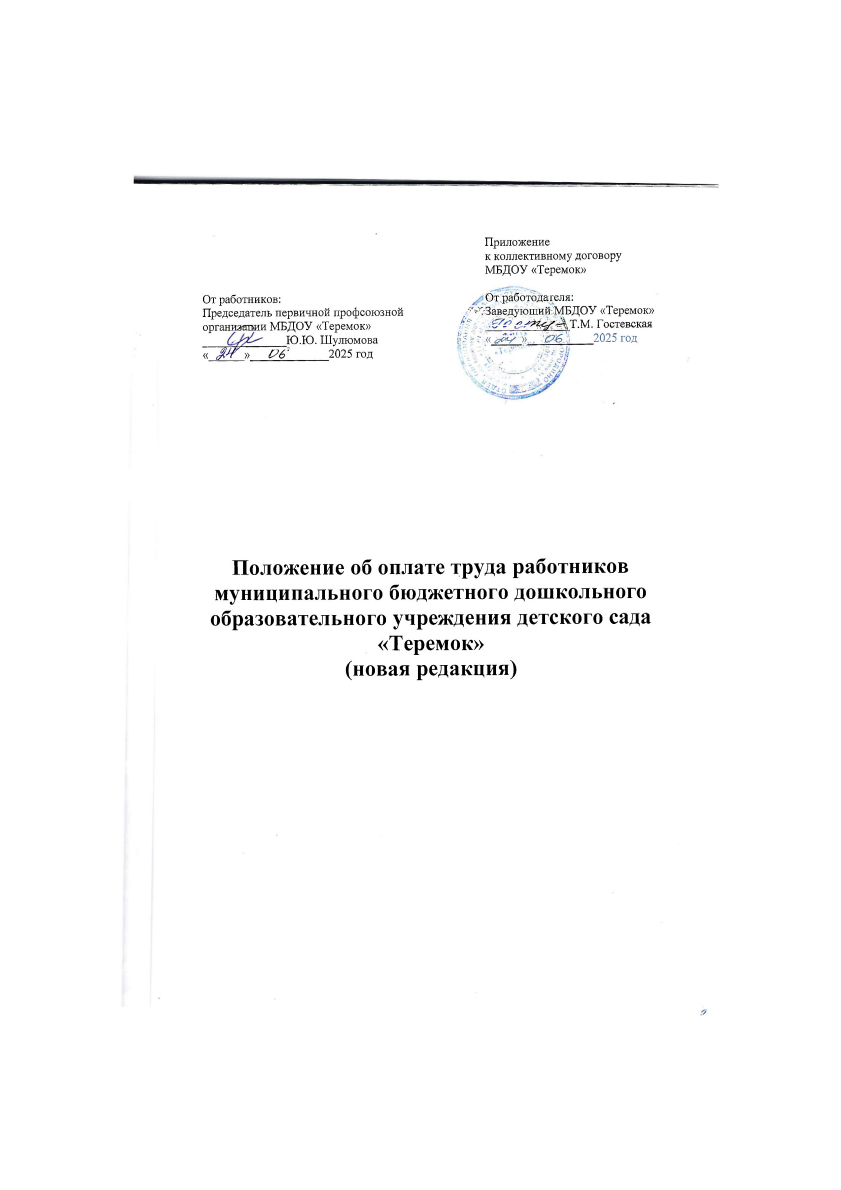 Приложение
к коллективному договору
МБДОУ «Теремок»
От работников:
Председатель первичной профсоюзной
организации МБДОУ «Теремок»
Ю.Ю. Шулюмова
« 24 » 06 2025 год
От работодателя:
Заведующий МБДОУ «Теремок»
Т.М. Гостевская
« 24 » 06 2025 год
Положение об оплате труда работников
муниципального бюджетного дошкольного
образовательного учреждения детского сада
«Теремок»
(новая редакция)